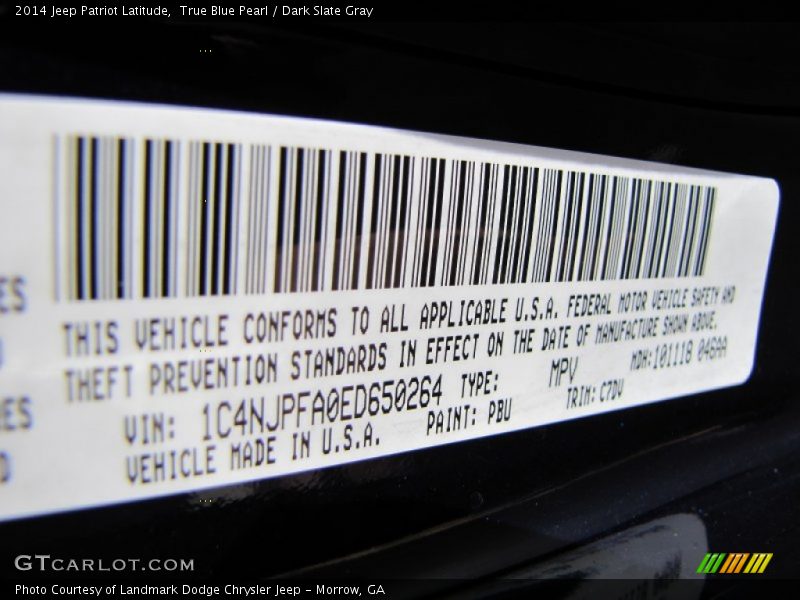 2014 Jeep Patriot Latitude,  True Blue Pearl / Dark Slate Gray
THIS VEHICLE CONFORMS TO ALL APPLICABLE U.S.A. FEDERAL MOTOR VEHICLE SAFETY AND
THEFT PREVENTION STANDARDS IN EFFECT ON THE DATE OF MANUFACTURE SHOWN ABOVE.
VIN: 1C4NJPFA0ED650264 TYPE: MPV MDH:101118 046AA
VEHICLE MADE IN U.S.A. PAINT: PBU TRIM: C7DV
GTCARLOT.COM
Photo Courtesy of Landmark Dodge Chrysler Jeep - Morrow, GA